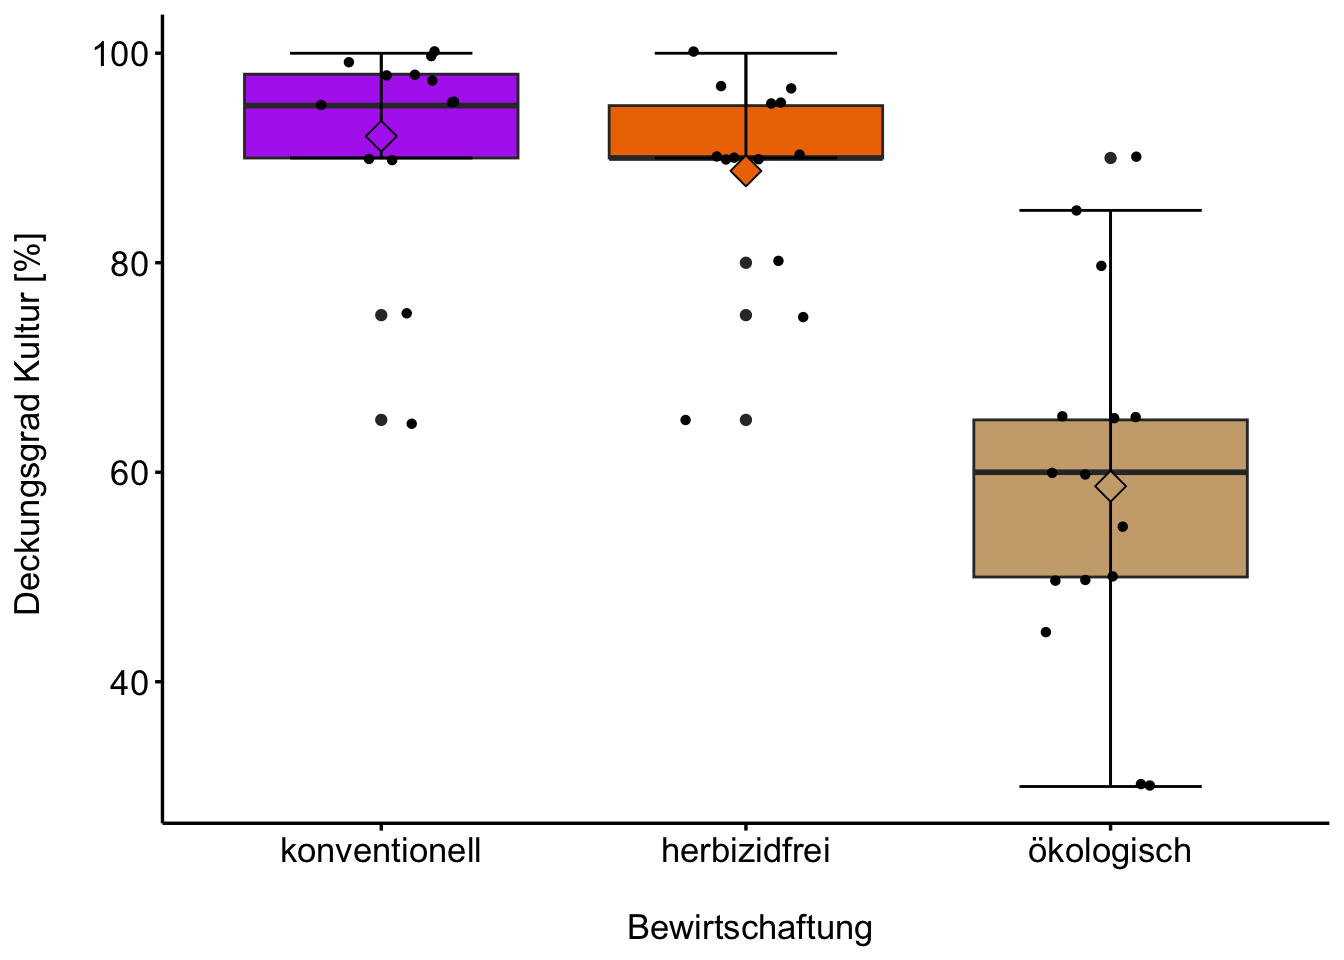 Deckungsgrad Kultur [%]
100
80
60
40
konventionell
herbizidfrei
ökologisch
Bewirtschaftung